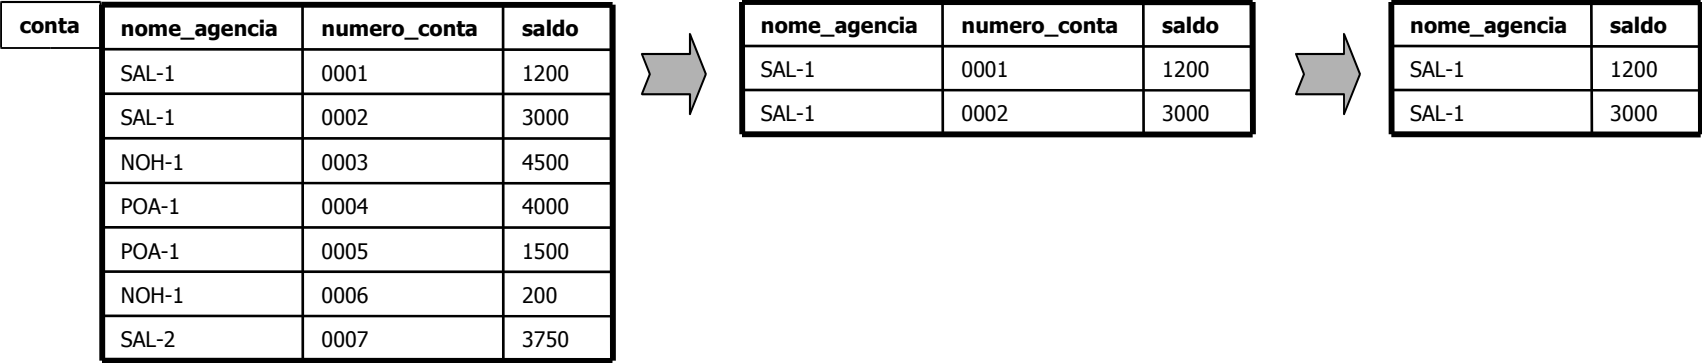 conta
nome_agencia numero_conta saldo
SAL-1 0001 1200
SAL-1 0002 3000
NOH-1 0003 4500
POA-1 0004 4000
POA-1 0005 1500
NOH-1 0006 200
SAL-2 0007 3750
nome_agencia numero_conta saldo
SAL-1 0001 1200
SAL-1 0002 3000
nome_agencia saldo
SAL-1 1200
SAL-1 3000